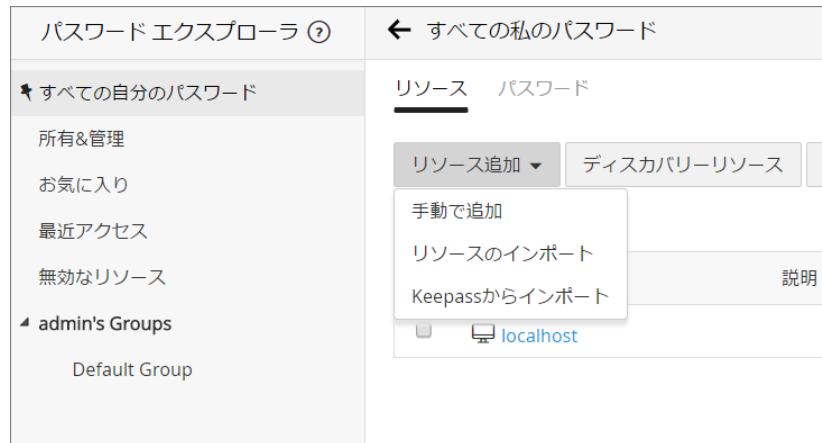 パスワード エクスプローラ ?
すべての自分のパスワード
所有&管理
お気に入り
最近アクセス
無効なリソース
admin's Groups
Default Group
すべての私のパスワード
リソース パスワード
リソース追加 ディスカバリーリソース
手動で追加
リソースのインポート
Keepassからインポート
説明
localhost